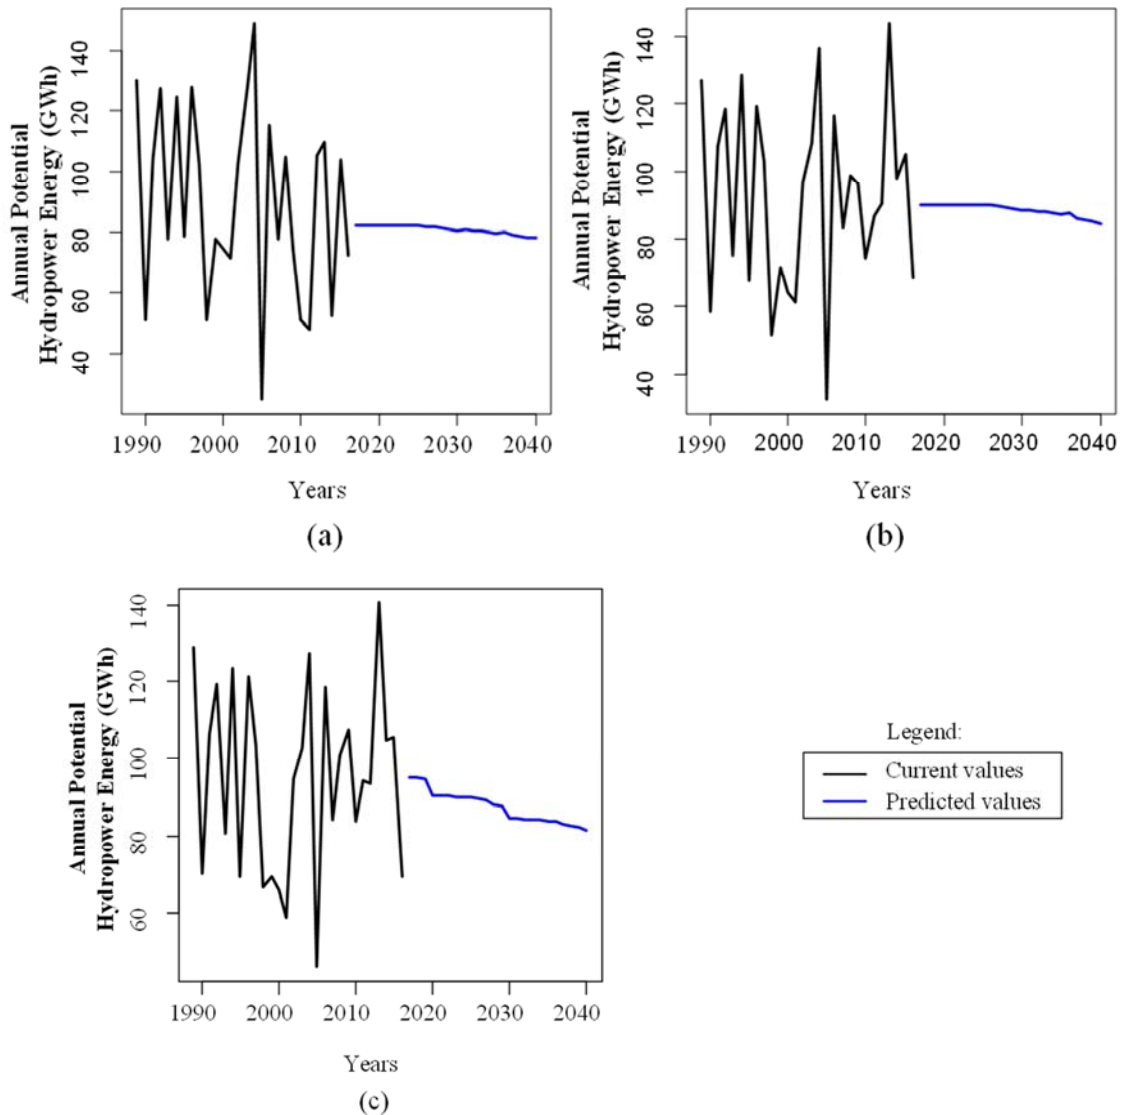 Annual Potential
Hydropower Energy (GWh)
140
120
100
80
60
40
1990 2000 2010 2020 2030 2040
Years
(a)
Annual Potential
Hydropower Energy (GWh)
140
120
100
80
60
40
1990 2000 2010 2020 2030 2040
Years
(b)
Annual Potential
Hydropower Energy (GWh)
140
120
100
80
60
1990 2000 2010 2020 2030 2040
Years
(c)
Legend:
Current values
Predicted values